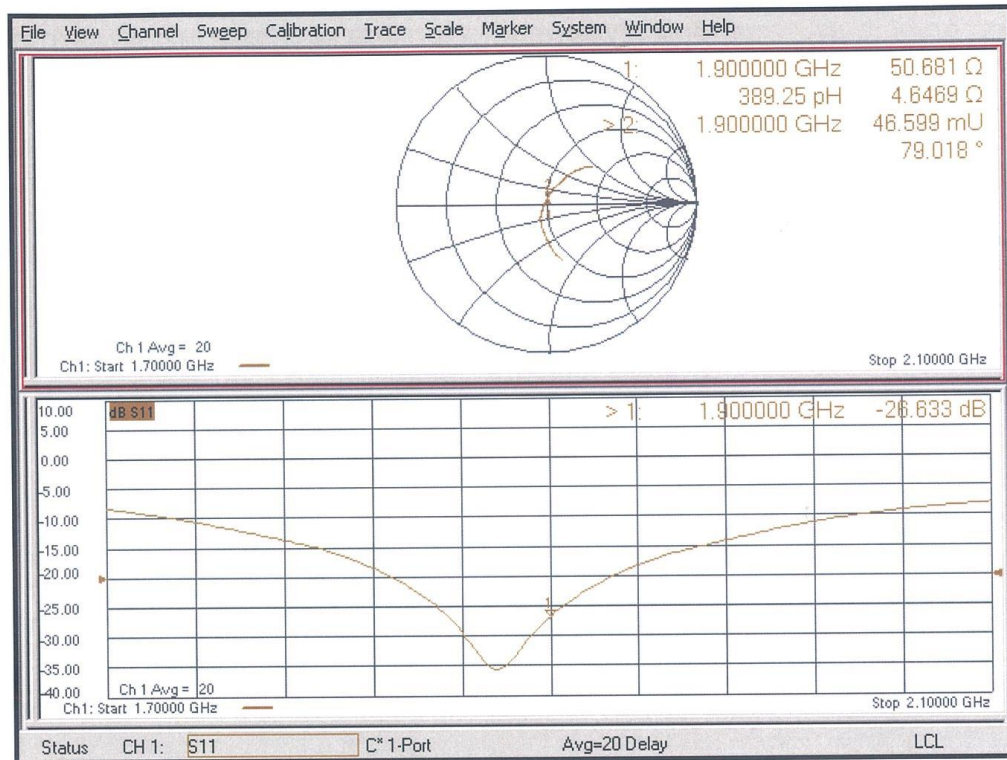 File View Channel Sweep Calibration Trace Scale Marker System Window Help
1: 1.900000 GHz 50.681 Ω
389.25 pH 4.6469 Ω
> 2: 1.900000 GHz 46.599 mU
79.018 °
1
Ch 1 Avg = 20
Ch1: Start 1.70000 GHz
Stop 2.10000 GHz
10.00 dB S11 > 1: 1.900000 GHz -26.633 dB
5.00
0.00
-5.00
-10.00
-15.00
-20.00
-25.00
1
-30.00
-35.00
-40.00
Ch 1 Avg = 20
Ch1: Start 1.70000 GHz
Stop 2.10000 GHz
Status CH 1: S11 C* 1-Port Avg=20 Delay LCL